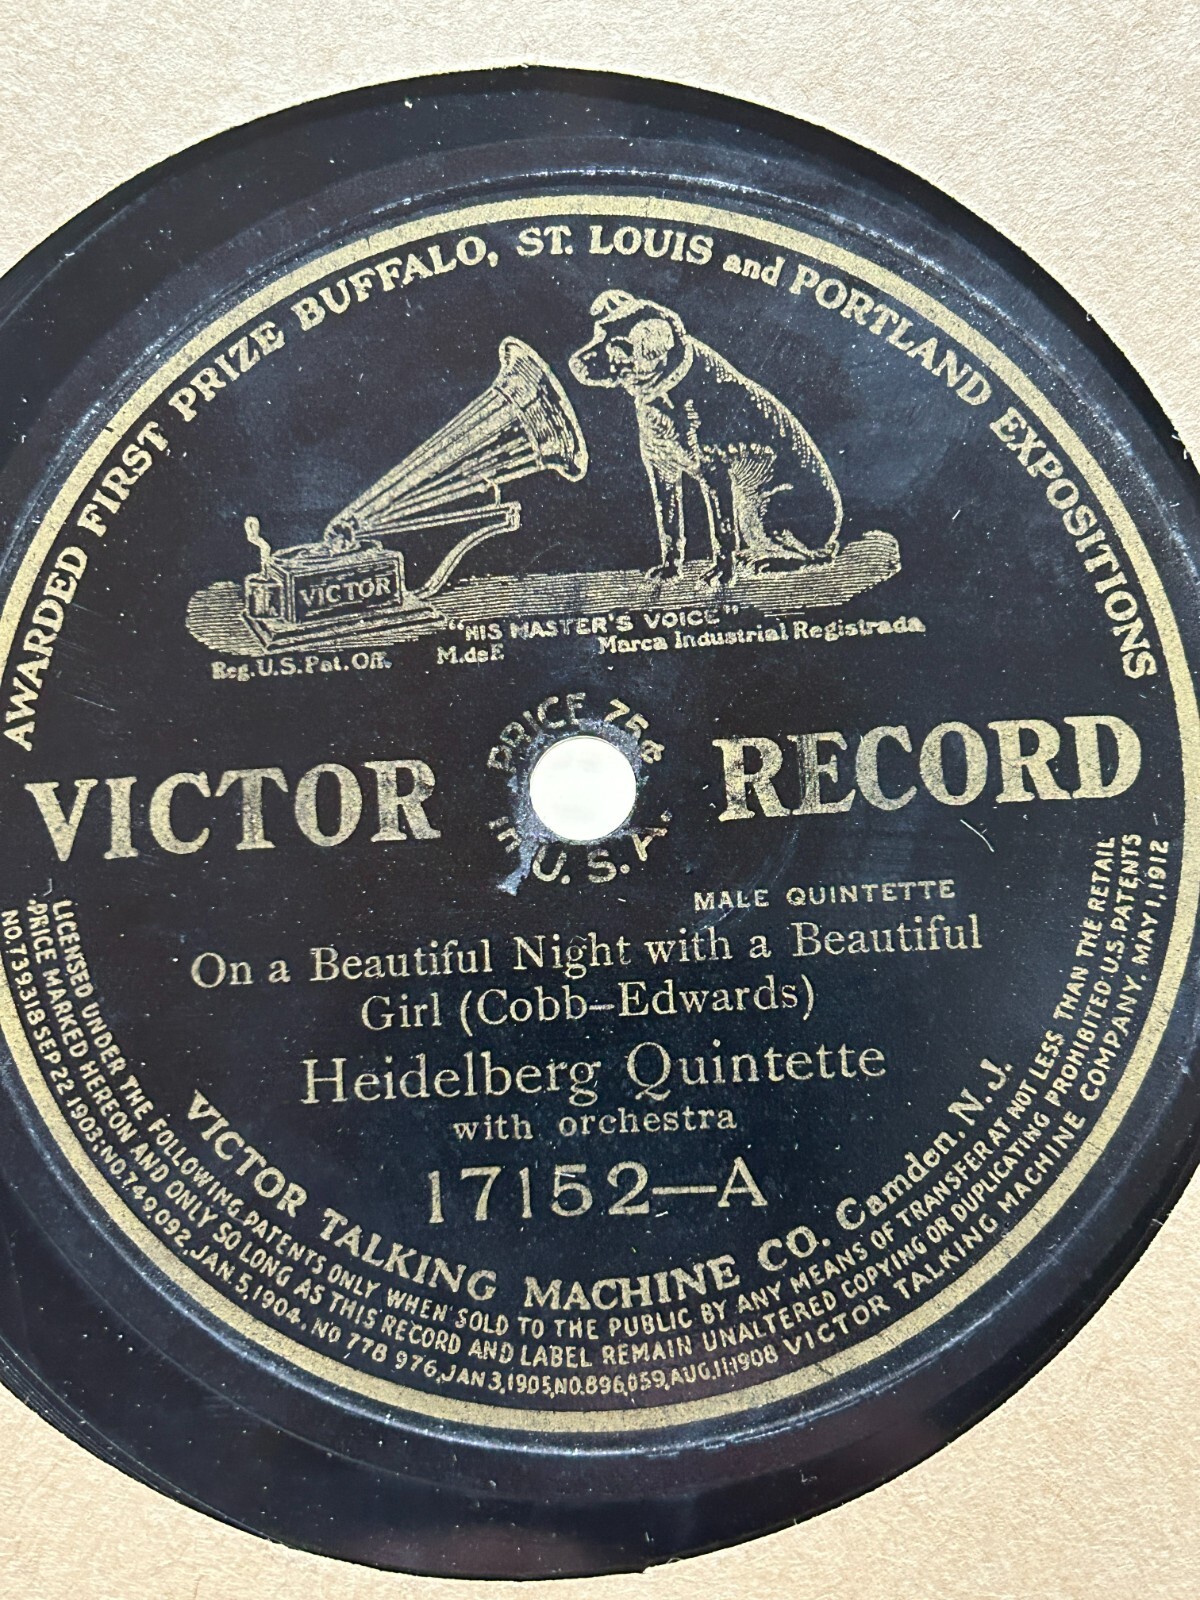 AWARDED FIRST PRIZE BUFFALO, ST. LOUIS and PORTLAND EXPOSITIONS
VICTOR
"HIS MASTER'S VOICE"
Reg. U.S. Pat. Off. M.deF. Marca Industrial Registrada
PRICE 75¢
in U.S.A.
VICTOR RECORD
MALE QUINTETTE
On a Beautiful Night with a Beautiful
Girl (Cobb–Edwards)
Heidelberg Quintette
with orchestra
17152—A
VICTOR TALKING MACHINE CO. Camden, N.J.
LICENSED UNDER THE FOLLOWING PATENTS ONLY WHEN SOLD TO THE PUBLIC BY ANY MEANS OF TRANSFER, AT NOT LESS THAN THE RETAIL
PRICE MARKED HEREON AND ONLY SO LONG AS THIS RECORD AND LABEL REMAIN UNALTERED COPYING OR DUPLICATING PROHIBITED. U.S. PATENTS
NO. 739318 SEP. 22 1903: NO. 749092, JAN. 5, 1904. NO 778 976, JAN 3, 1905, NO. 896,059, AUG. 11, 1908 VICTOR TALKING MACHINE COMPANY. MAY 1, 1912